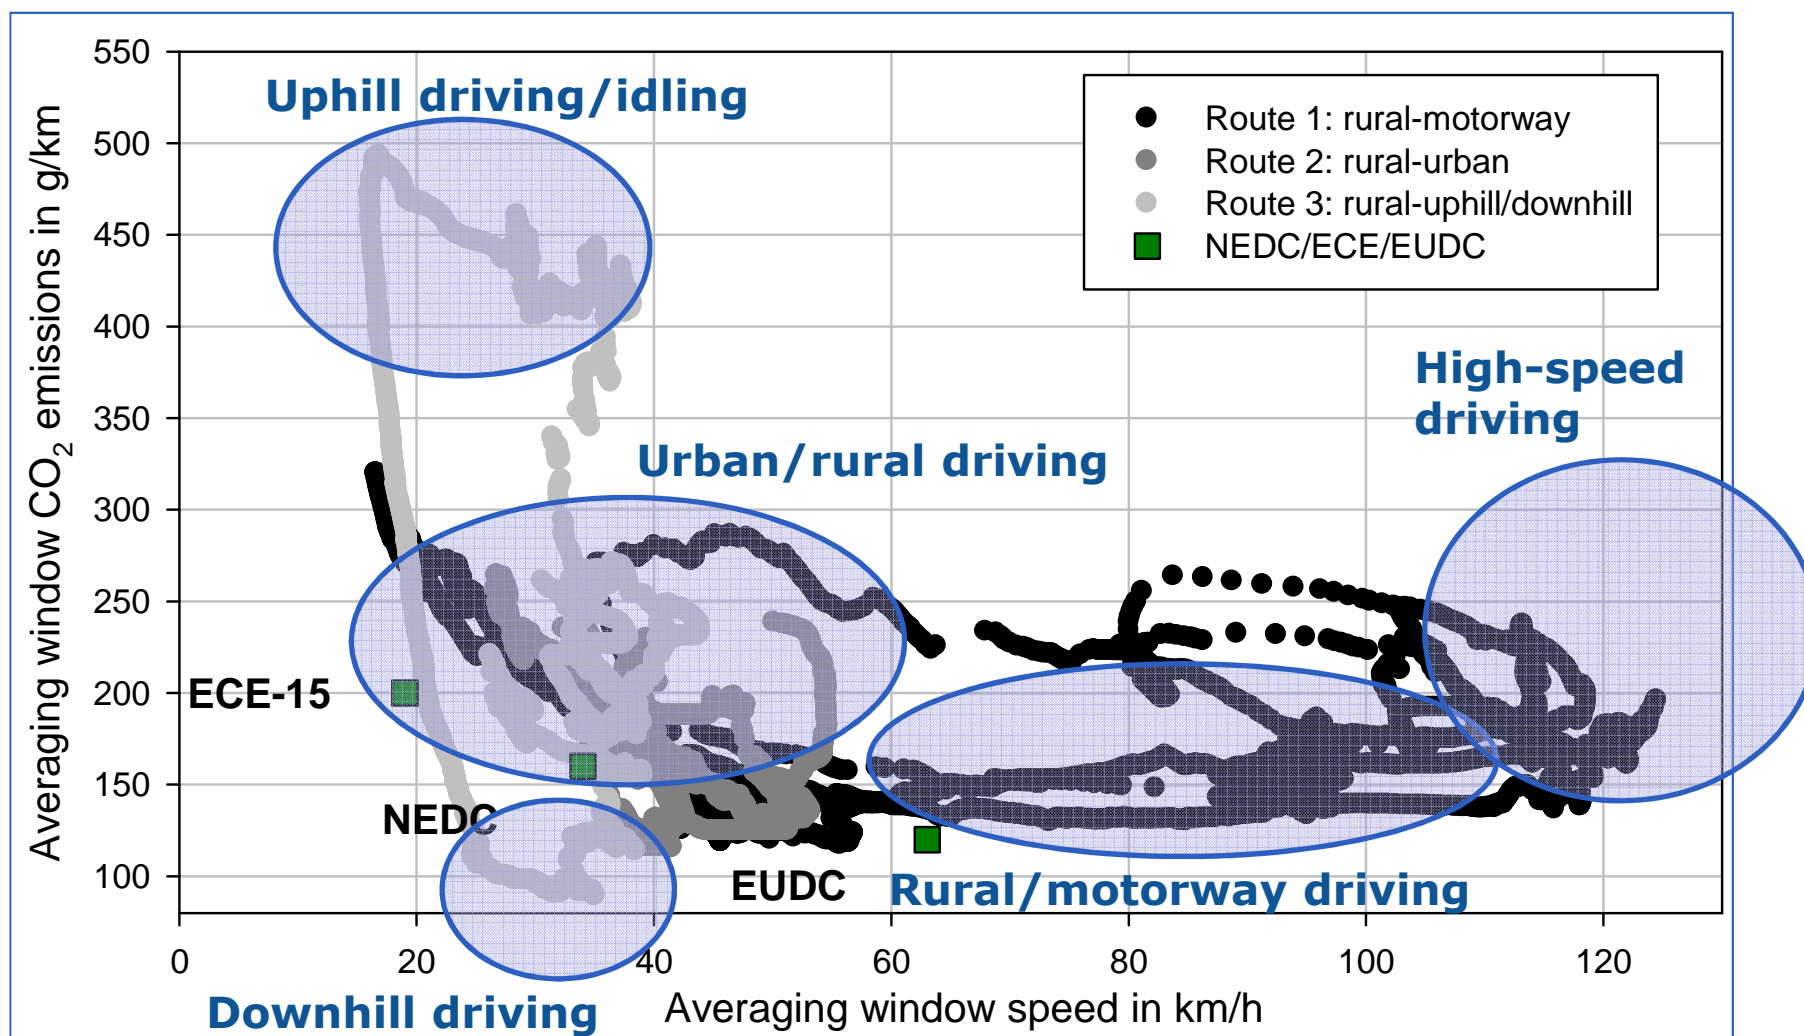 Averaging window CO2 emissions in g/km
550
500
450
400
350
300
250
200
150
100
Uphill driving/idling
Route 1: rural-motorway
Route 2: rural-urban
Route 3: rural-uphill/downhill
NEDC/ECE/EUDC
High-speed
driving
Urban/rural driving
ECE-15
NEDC
EUDC
Rural/motorway driving
0
20
40
60
80
100
120
Downhill driving
Averaging window speed in km/h